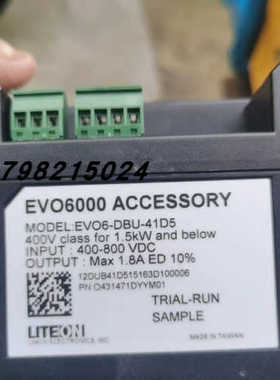 798215024
EVO6000 ACCESSORY
MODEL:EVO6-DBU-41D5
400V class for 1.5kW and below
INPUT : 400-800 VDC
OUTPUT : Max 1.8A ED 10%
12DUB41D515163D100006
PN:O431471DYYM01
TRIAL-RUN
SAMPLE
LITEON
MADE IN TAIWAN